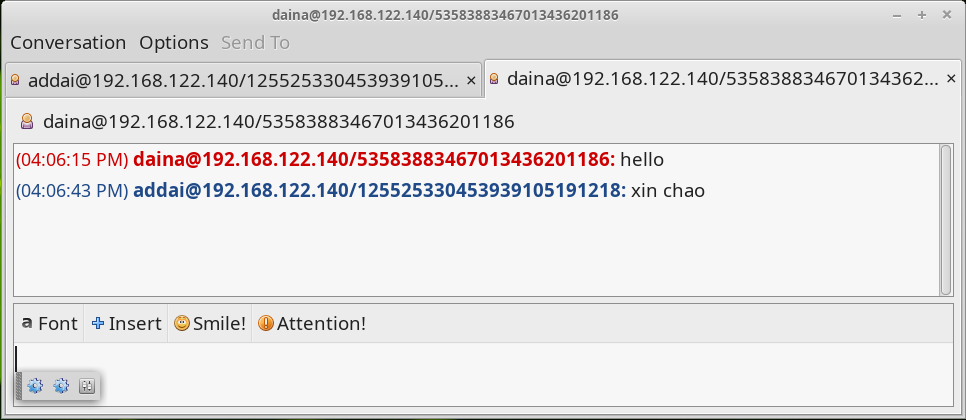 daina@192.168.122.140/53583883467013436201186
Conversation Options Send To
addai@192.168.122.140/125525330453939105... × daina@192.168.122.140/535838834670134362... ×
daina@192.168.122.140/53583883467013436201186
(04:06:15 PM) daina@192.168.122.140/53583883467013436201186: hello
(04:06:43 PM) addai@192.168.122.140/125525330453939105191218: xin chao
a Font Insert Smile! Attention!